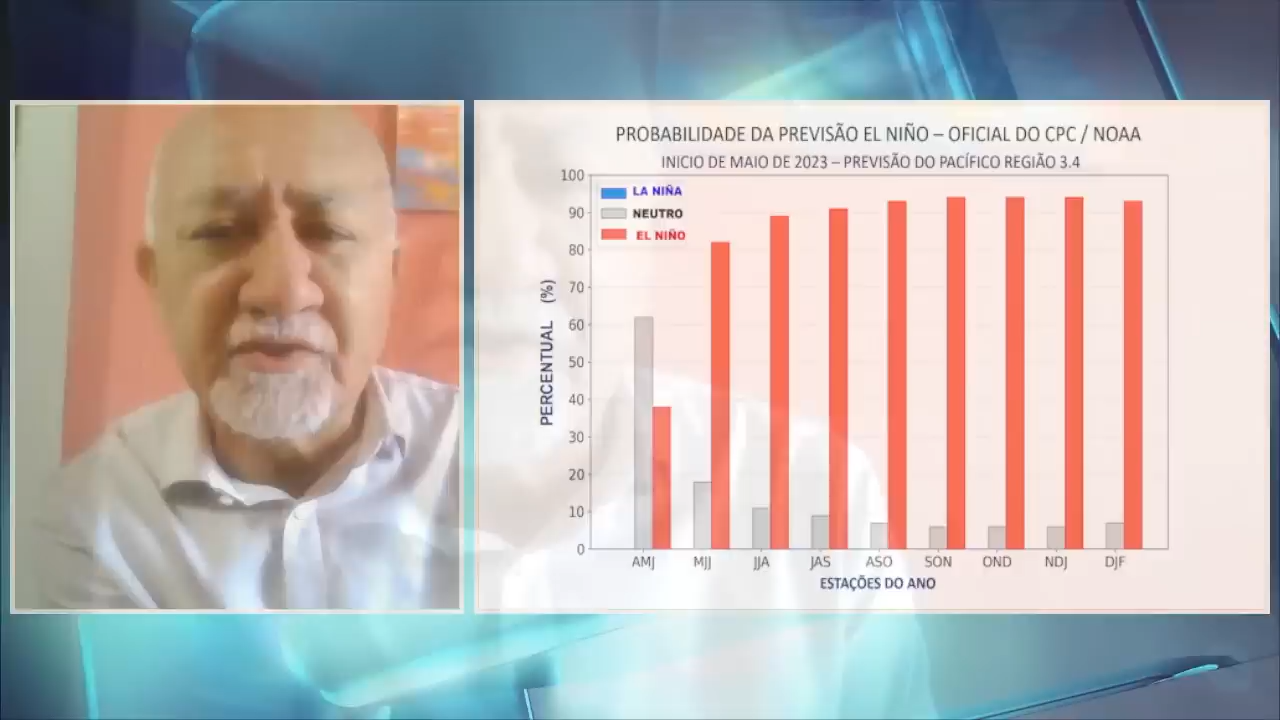 PROBABILIDADE DA PREVISÃO EL NIÑO – OFICIAL DO CPC / NOAA
INICIO DE MAIO DE 2023 – PREVISÃO DO PACÍFICO REGIÃO 3.4
LA NIÑA
NEUTRO
EL NIÑO
PERCENTUAL (%)
100
90
80
70
60
50
40
30
20
10
0
AMJ MJJ JJA JAS ASO SON OND NDJ DJF
ESTAÇÕES DO ANO